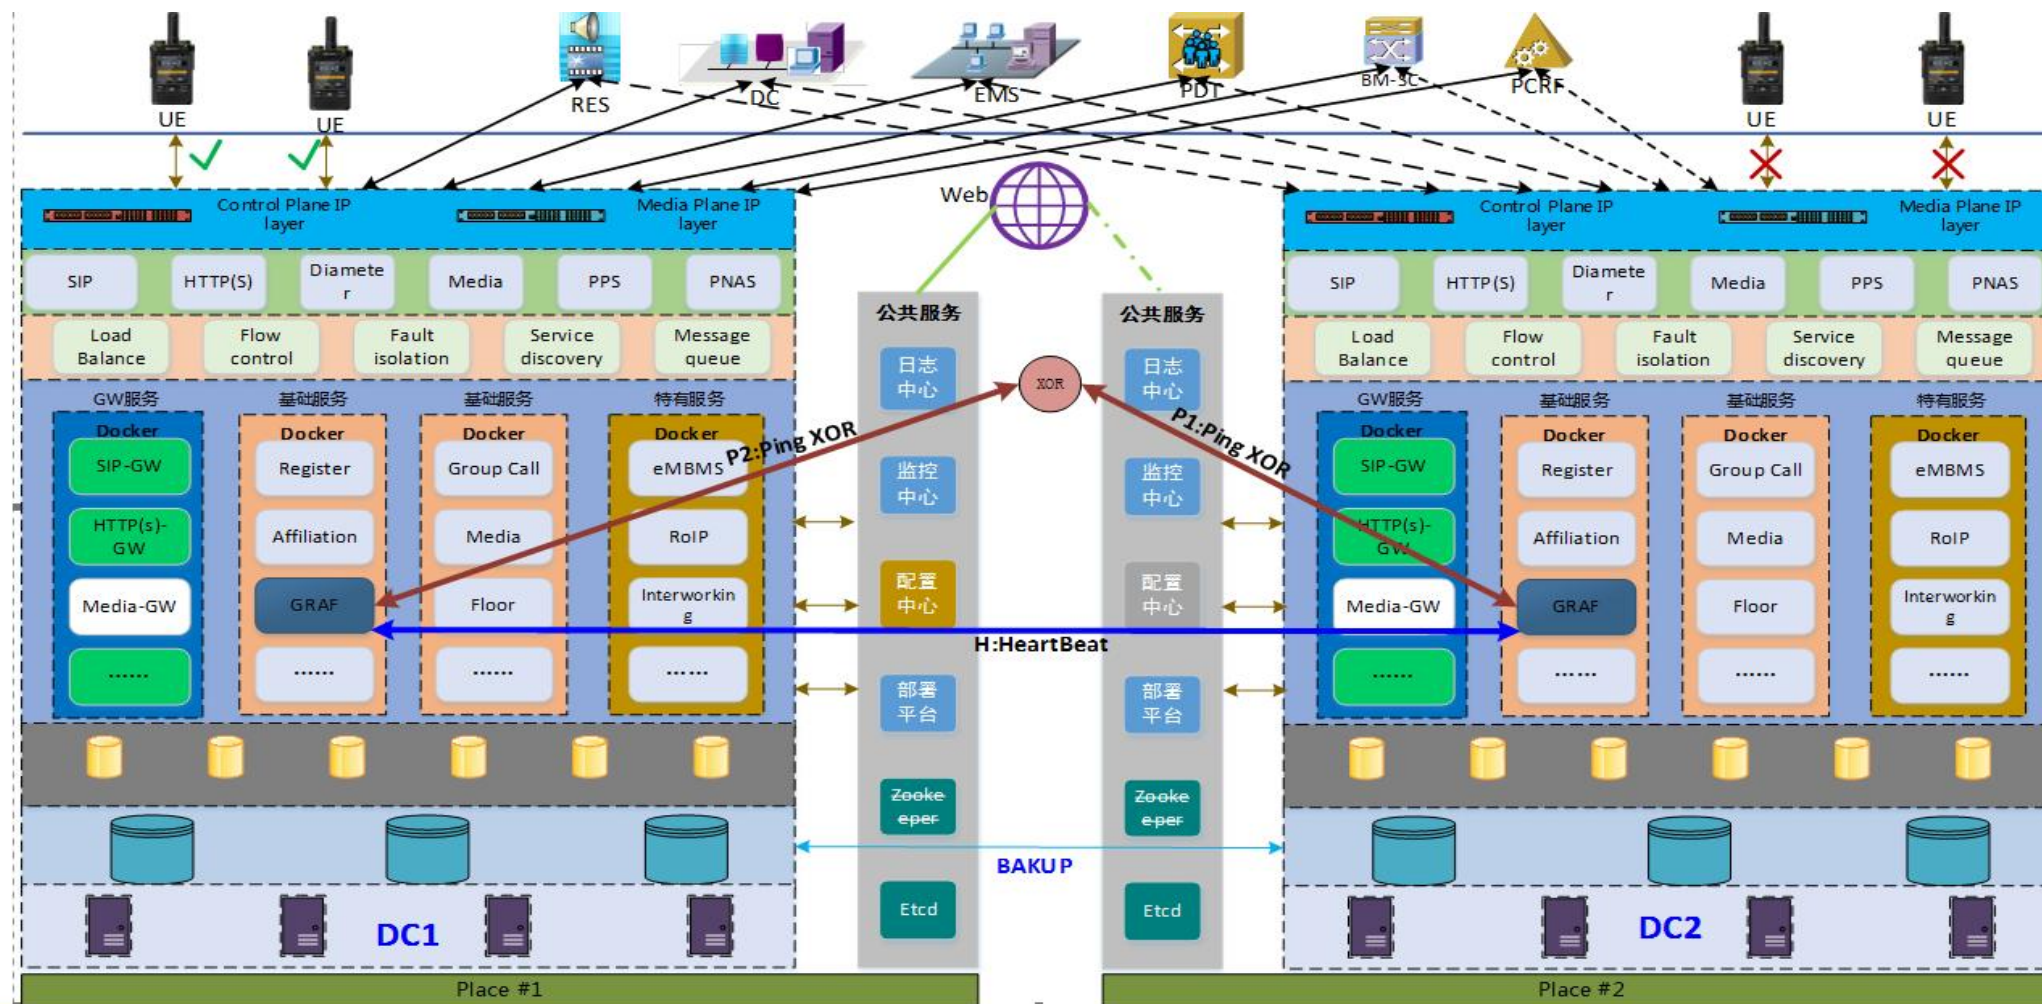 UE
UE
RES
DC
EMS
PDT
BM-SC
PCRF
UE
UE
Web
Control Plane IP
layer
Media Plane IP
layer
SIP
HTTP(S)
Diamete
r
Media
PPS
PNAS
Load
Balance
Flow
control
Fault
isolation
Service
discovery
Message
queue
GW服务
基础服务
基础服务
特有服务
Docker
SIP-GW
HTTP(s)-
GW
Media-GW
......
Docker
Register
Affiliation
GRAF
......
Docker
Group Call
Media
Floor
......
Docker
eMBMS
RoIP
Interworkin
g
......
DC1
Place #1
公共服务
日志
中心
监控
中心
配置
中心
部署
平台
Zooke
eper
Etcd
XOR
P2:Ping XOR
P1:Ping XOR
H:HeartBeat
BAKUP
公共服务
日志
中心
监控
中心
配置
中心
部署
平台
Zooke
eper
Etcd
Control Plane IP
layer
Media Plane IP
layer
SIP
HTTP(S)
Diamete
r
Media
PPS
PNAS
Load
Balance
Flow
control
Fault
isolation
Service
discovery
Message
queue
GW服务
基础服务
基础服务
特有服务
Docker
SIP-GW
HTTP(s)-
GW
Media-GW
......
Docker
Register
Affiliation
GRAF
......
Docker
Group Call
Media
Floor
......
Docker
eMBMS
RoIP
Interworkin
g
......
DC2
Place #2